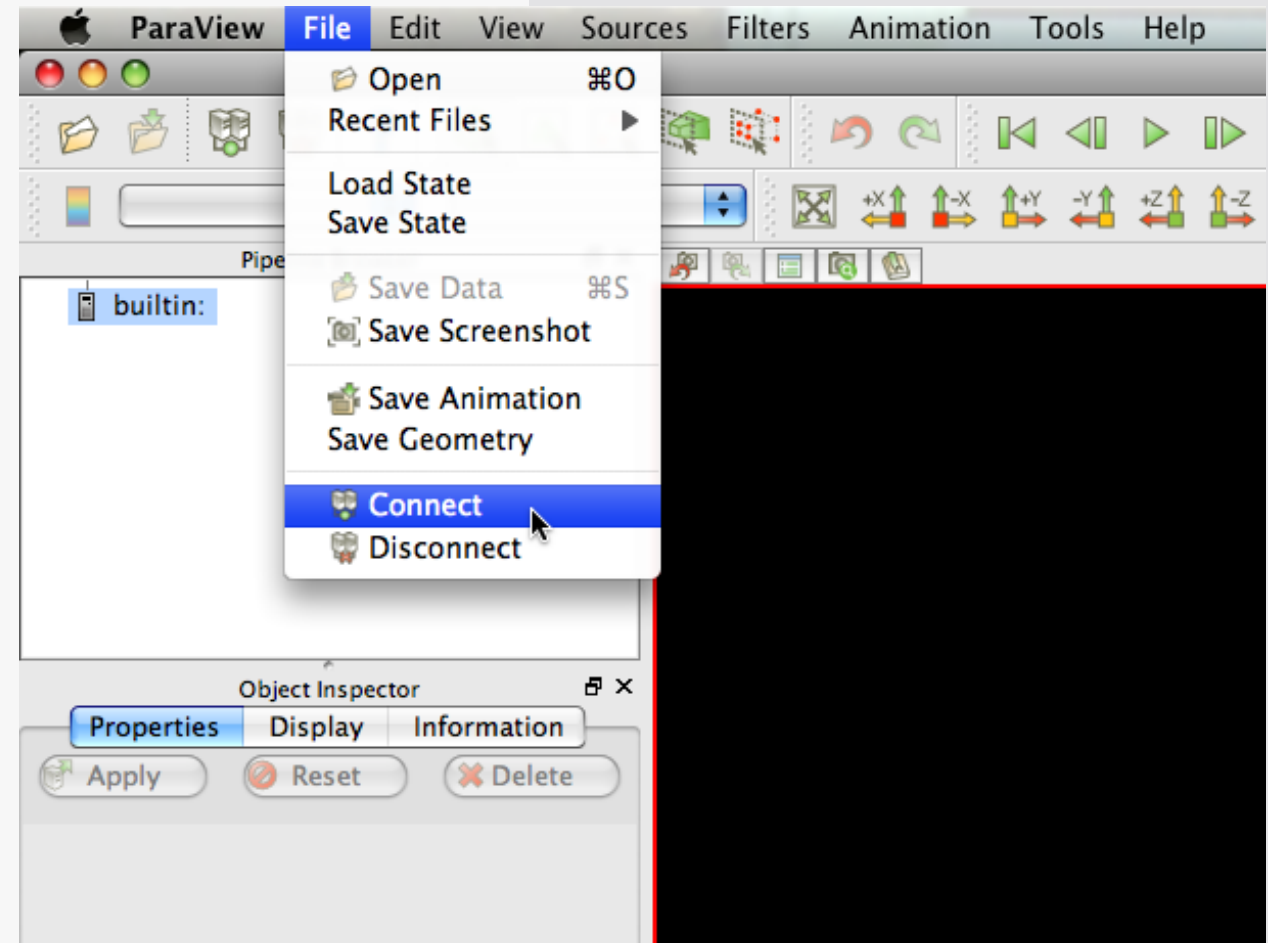 ParaView File Edit View Sources Filters Animation Tools Help
Open ⌘O
Recent Files
Load State
Save State
Save Data ⌘S
Save Screenshot
Save Animation
Save Geometry
Connect
Disconnect
+X -X +Y -Y +Z -Z
Pipe
builtin:
Object Inspector
Properties Display Information
Apply Reset Delete